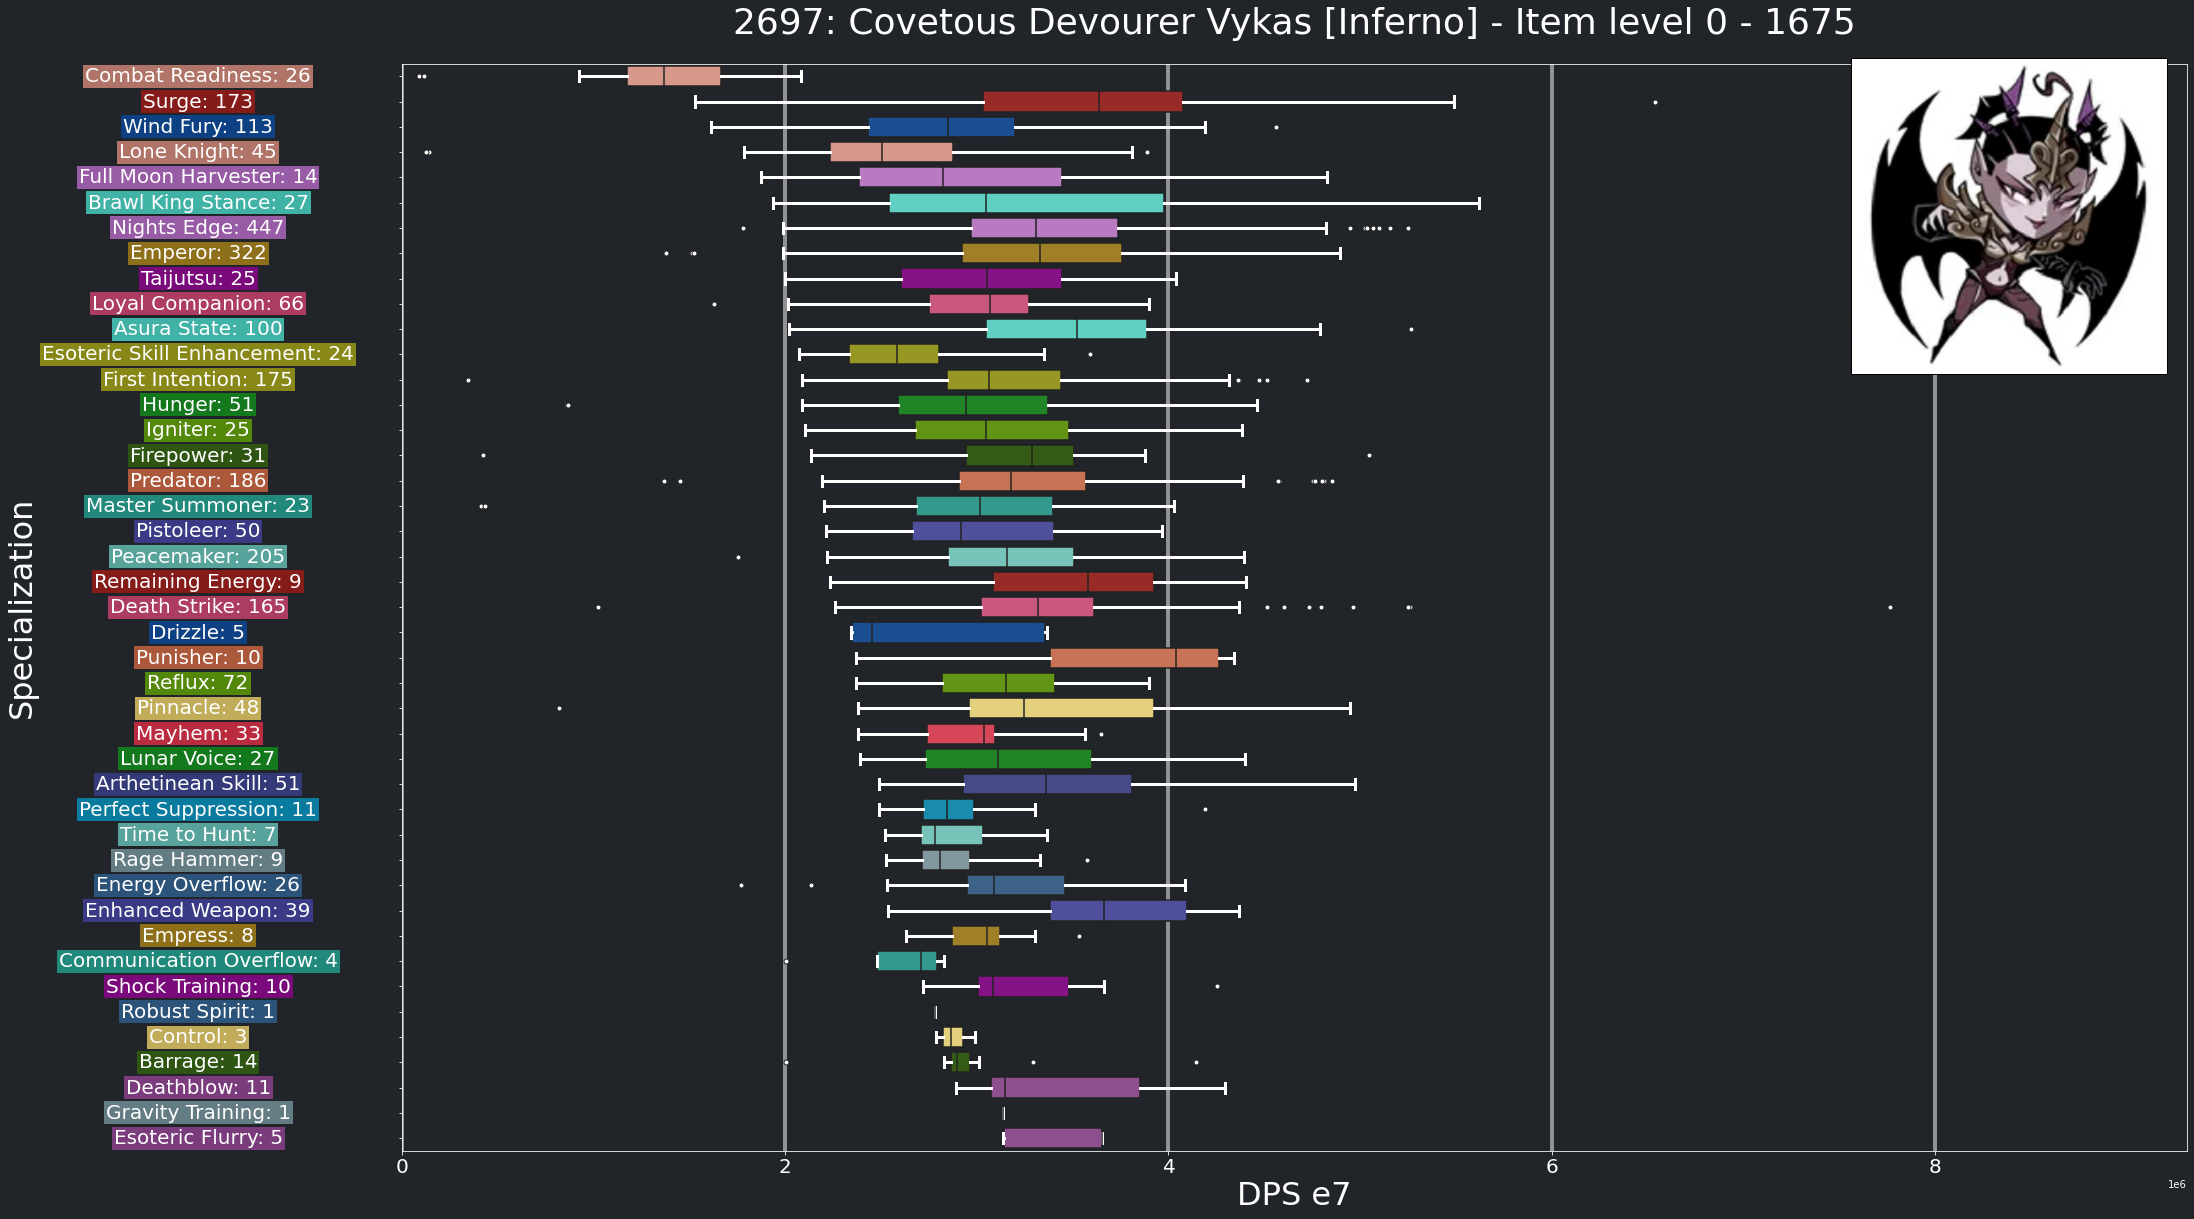 2697: Covetous Devourer Vykas [Inferno] - Item level 0 - 1675
Specialization
Combat Readiness: 26
Surge: 173
Wind Fury: 113
Lone Knight: 45
Full Moon Harvester: 14
Brawl King Stance: 27
Nights Edge: 447
Emperor: 322
Taijutsu: 25
Loyal Companion: 66
Asura State: 100
Esoteric Skill Enhancement: 24
First Intention: 175
Hunger: 51
Igniter: 25
Firepower: 31
Predator: 186
Master Summoner: 23
Pistoleer: 50
Peacemaker: 205
Remaining Energy: 9
Death Strike: 165
Drizzle: 5
Punisher: 10
Reflux: 72
Pinnacle: 48
Mayhem: 33
Lunar Voice: 27
Arthetinean Skill: 51
Perfect Suppression: 11
Time to Hunt: 7
Rage Hammer: 9
Energy Overflow: 26
Enhanced Weapon: 39
Empress: 8
Communication Overflow: 4
Shock Training: 10
Robust Spirit: 1
Control: 3
Barrage: 14
Deathblow: 11
Gravity Training: 1
Esoteric Flurry: 5
0 2 4 6 8
DPS e7
1e6